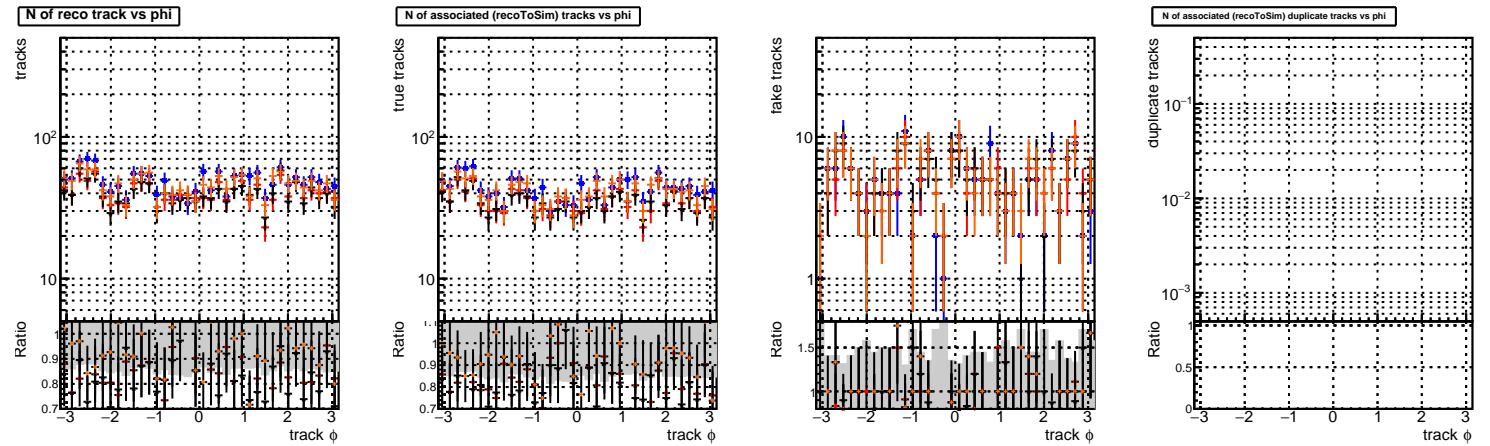 N of reco track vs phi
tracks
10²
10
Ratio
1
0.9
0.8
0.7
−3 −2 −1 0 1 2 3
track ϕ
N of associated (recoToSim) tracks vs phi
true tracks
10²
10
Ratio
1
0.9
0.8
0.7
−3 −2 −1 0 1 2 3
track ϕ
fake tracks
10
1
Ratio
1.5
−3 −2 −1 0 1 2 3
track ϕ
N of associated (recoToSim) duplicate tracks vs phi
duplicate tracks
10⁻¹
10⁻²
10⁻³
Ratio
1
0.5
0
−3 −2 −1 0 1 2 3
track ϕ